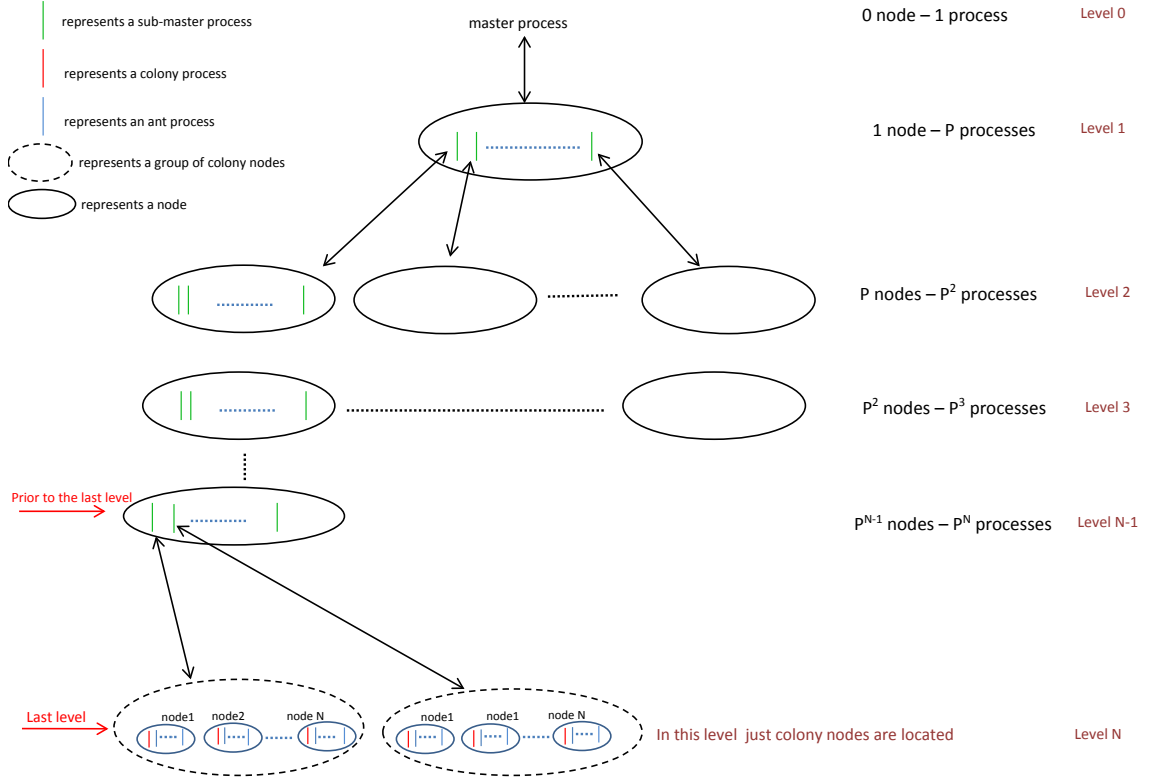 represents a sub-master process
represents a colony process
represents an ant process
represents a group of colony nodes
represents a node
master process
0 node – 1 process
Level 0
1 node – P processes
Level 1
P nodes – P² processes
Level 2
P² nodes – P³ processes
Level 3
Prior to the last level
Pᴺ⁻¹ nodes – Pᴺ processes
Level N-1
Last level
node1
node2
node N
node1
node1
node N
In this level just colony nodes are located
Level N